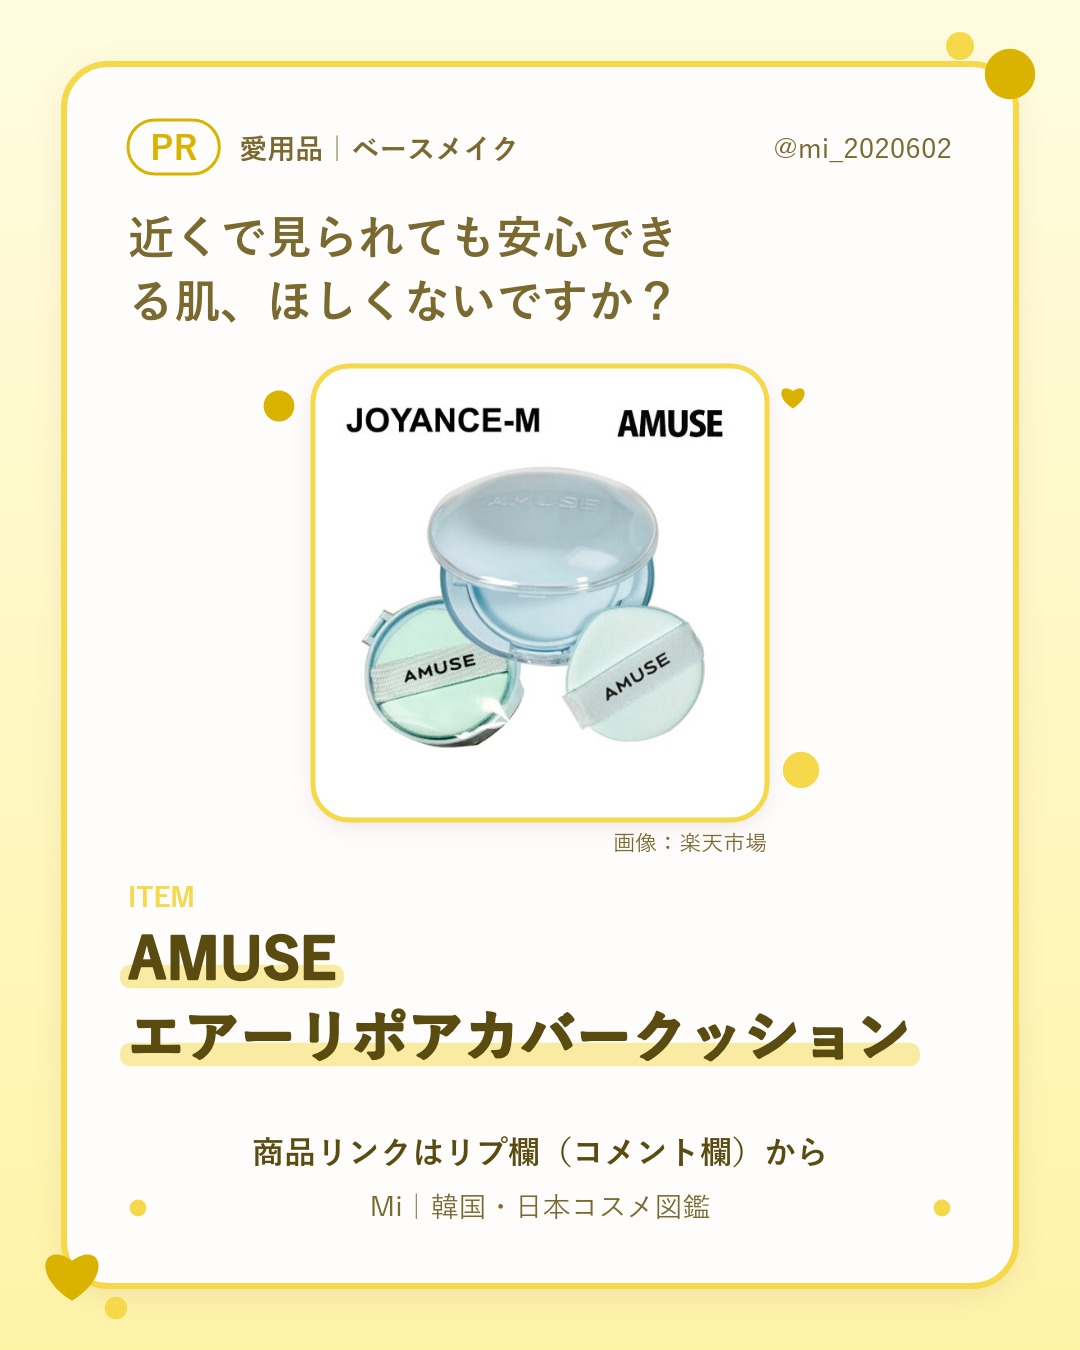 PR 愛用品｜ベースメイク @mi_2020602
近くで見られても安心でき
る肌、ほしくないですか？
JOYANCE-M AMUSE
AMUSE
AMUSE
AMUSE
画像：楽天市場
ITEM
AMUSE
エアーリポアカバークッション
商品リンクはリプ欄（コメント欄）から
Mi｜韓国・日本コスメ図鑑